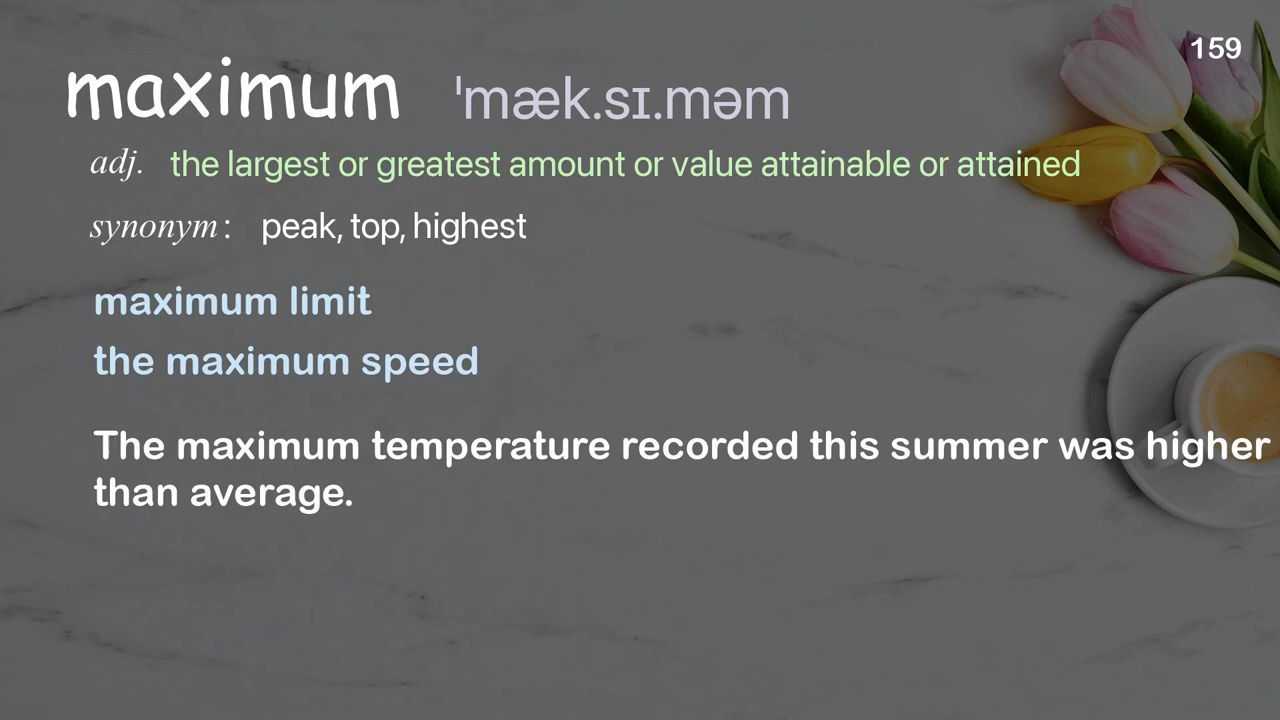 159
maximum ˈmæk.sɪ.məm
adj. the largest or greatest amount or value attainable or attained
synonym: peak, top, highest
maximum limit
the maximum speed
The maximum temperature recorded this summer was higher
than average.